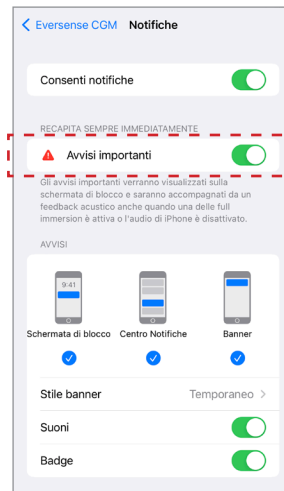 Eversense CGM Notifiche
Consenti notifiche
RECAPITA SEMPRE IMMEDIATAMENTE
Avvisi importanti
Gli avvisi importanti verranno visualizzati sulla
schermata di blocco e saranno accompagnati da un
feedback acustico anche quando una delle full
immersion è attiva o l'audio di iPhone è disattivato.
AVVISI
9:41
Schermata di blocco Centro Notifiche Banner
Stile banner Temporaneo
Suoni
Badge